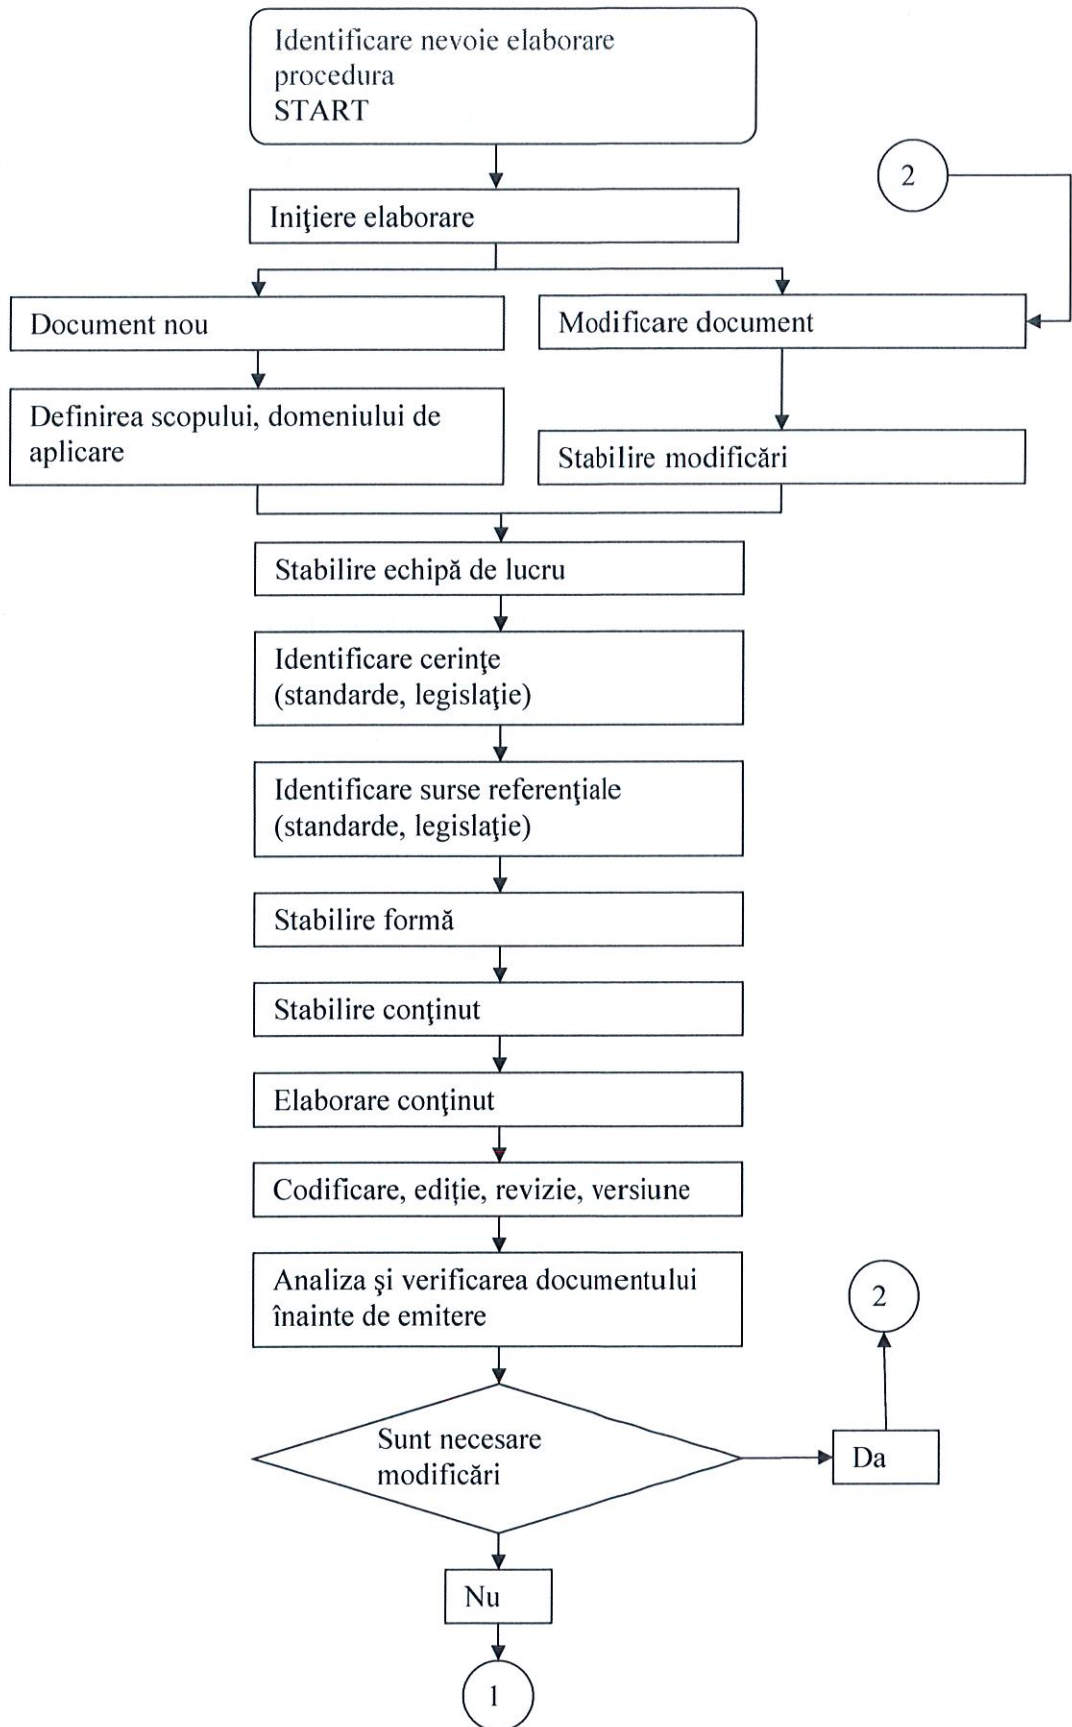 Identificare nevoie elaborare
procedura
START
2
Iniţiere elaborare
Document nou
Modificare document
Definirea scopului, domeniului de
aplicare
Stabilire modificări
Stabilire echipă de lucru
Identificare cerinţe
(standarde, legislaţie)
Identificare surse referenţiale
(standarde, legislaţie)
Stabilire formă
Stabilire conţinut
Elaborare conţinut
Codificare, ediție, revizie, versiune
Analiza şi verificarea documentului
înainte de emitere
2
Sunt necesare
modificări
Da
Nu
1